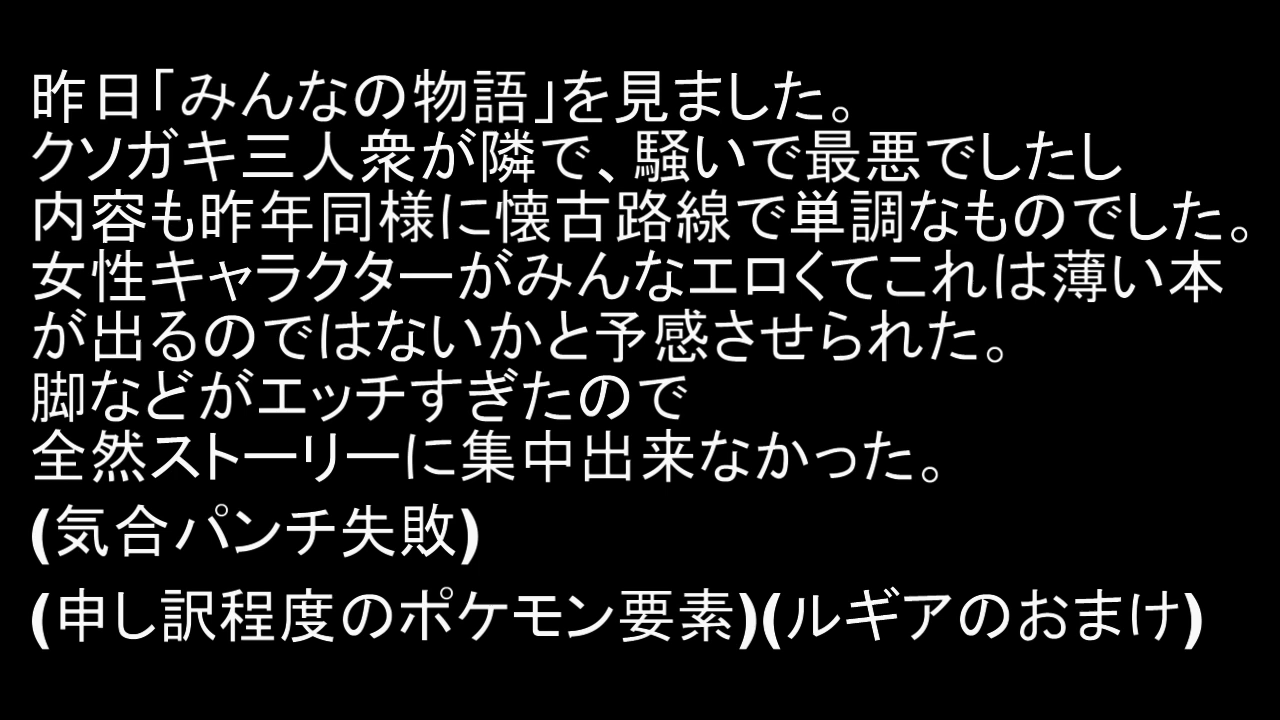 昨日「みんなの物語」を見ました。
クソガキ三人衆が隣で、騒いで最悪でしたし
内容も昨年同様に懐古路線で単調なものでした。
女性キャラクターがみんなエロくてこれは薄い本
が出るのではないかと予感させられた。
脚などがエッチすぎたので
全然ストーリーに集中出来なかった。
(気合パンチ失敗)
(申し訳程度のポケモン要素)(ルギアのおまけ)